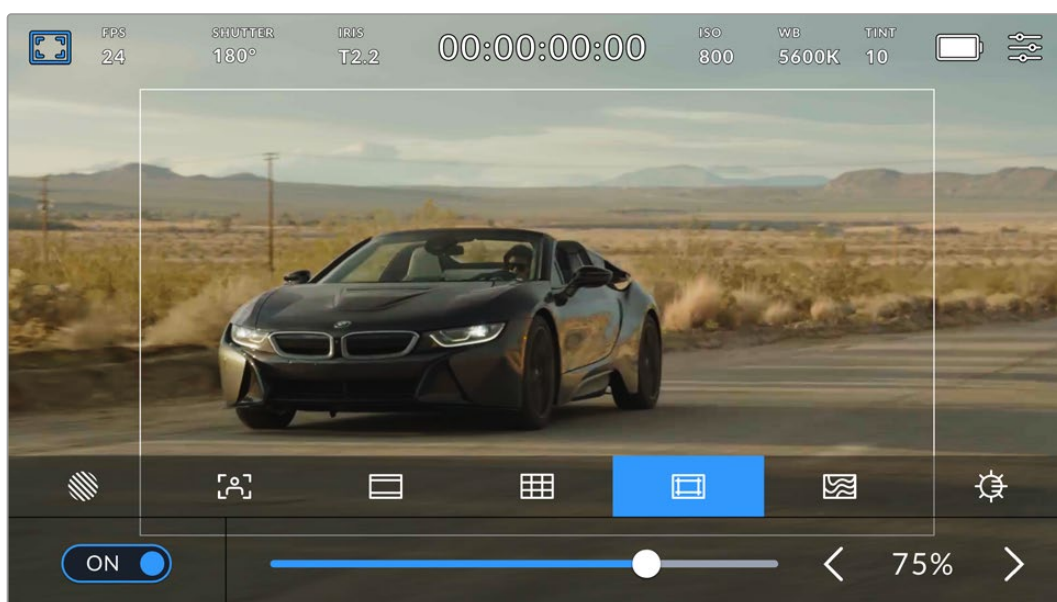 FPS SHUTTER IRIS 00:00:00:00 ISO WB TINT
24 180° T2.2 800 5600K 10
ON 75%